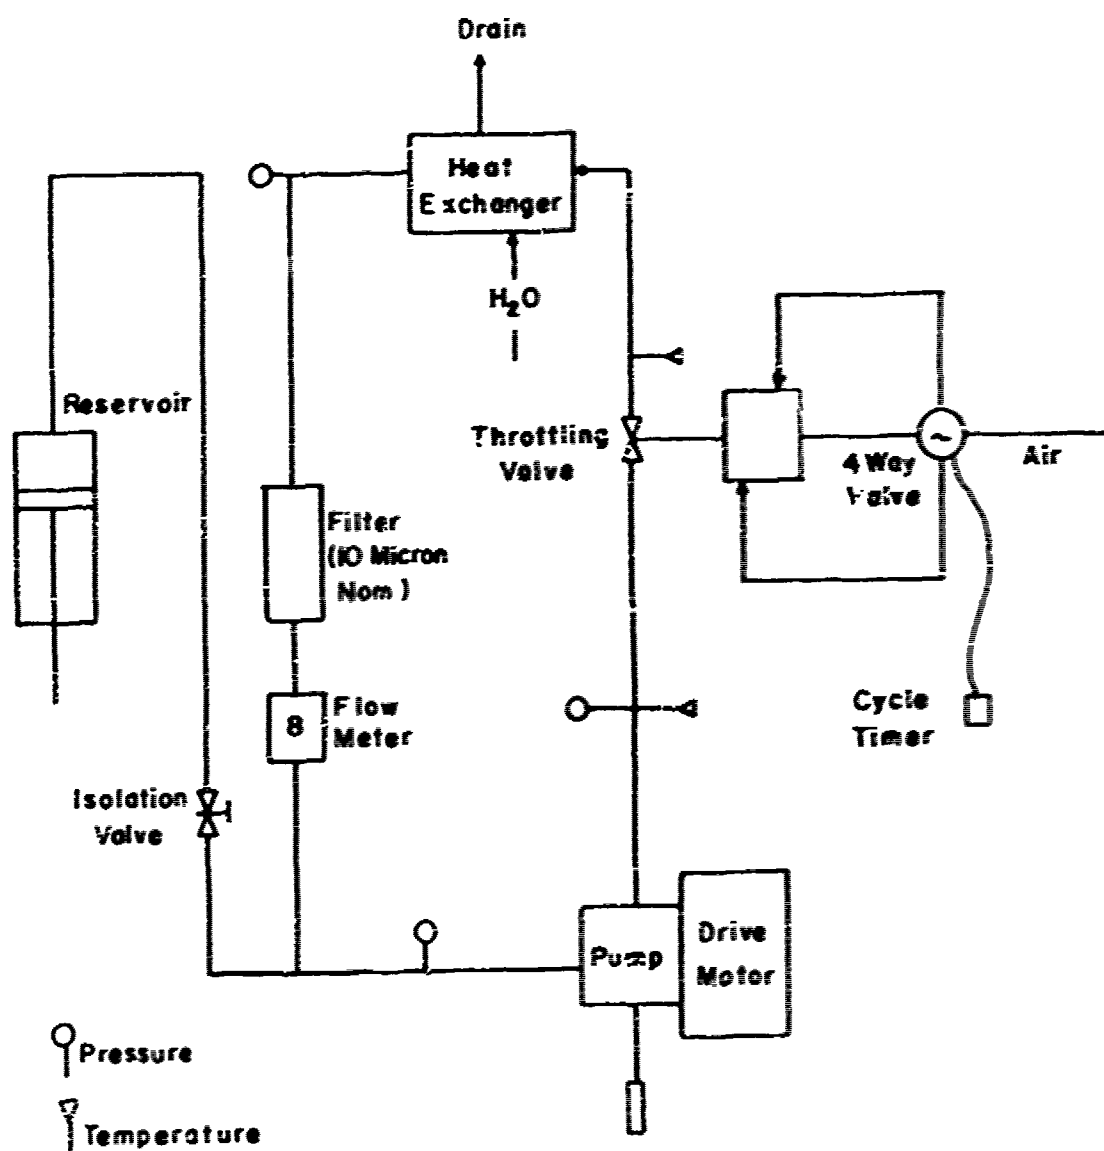 Drain
Heat
Exchanger
H₂O
Reservoir
Throttling
Valve
4 Way
Valve
Air
Filter
(10 Micron
Nom)
8
Flow
Meter
Cycle
Timer
Isolation
Valve
Pump
Drive
Motor
Pressure
Temperature